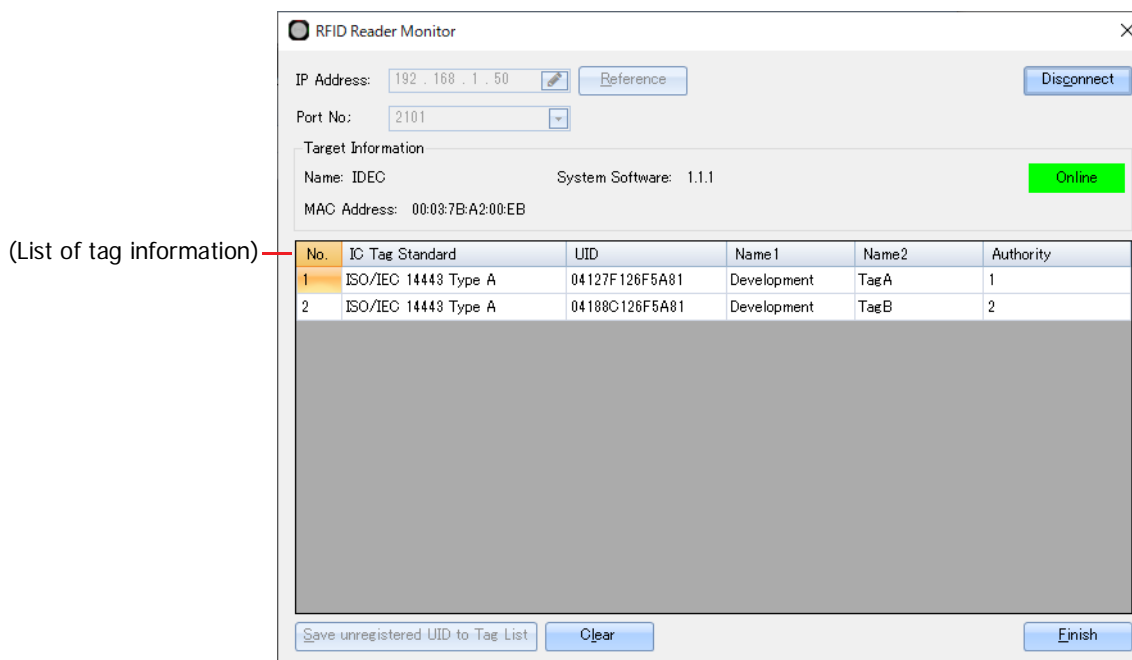 RFID Reader Monitor
IP Address: 192 . 168 . 1 . 50 Reference Disconnect
Port No.: 2101
Target Information
Name: IDEC System Software: 1.1.1 Online
MAC Address: 00:03:7B:A2:00:EB
(List of tag information)
No. IC Tag Standard UID Name1 Name2 Authority
1 ISO/IEC 14443 Type A 04127F126F5A81 Development TagA 1
2 ISO/IEC 14443 Type A 04188C126F5A81 Development TagB 2
Save unregistered UID to Tag List Clear Finish